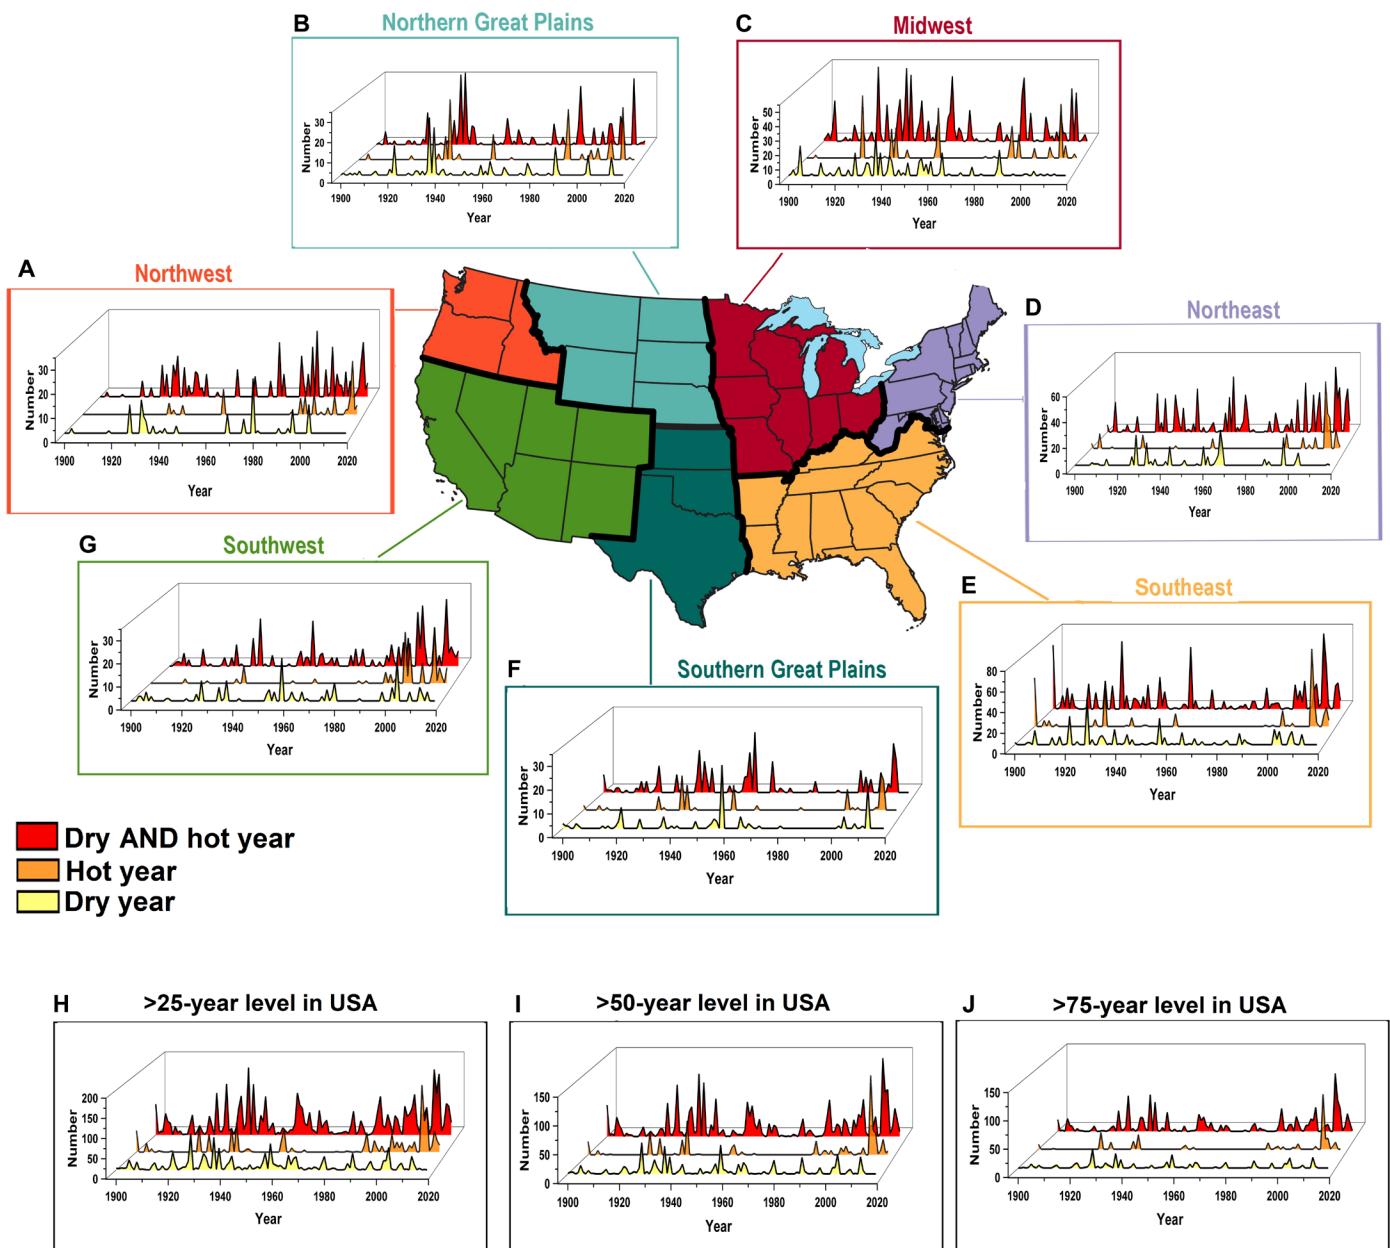 B
Northern Great Plains
Number
30
20
10
0
1900 1920 1940 1960 1980 2000 2020
Year
C
Midwest
Number
50
40
30
20
10
0
1900 1920 1940 1960 1980 2000 2020
Year
A
Northwest
Number
30
20
10
0
1900 1920 1940 1960 1980 2000 2020
Year
D
Northeast
Number
60
40
20
0
1900 1920 1940 1960 1980 2000 2020
Year
G
Southwest
Number
30
20
10
0
1900 1920 1940 1960 1980 2000 2020
Year
E
Southeast
Number
80
60
40
20
0
1900 1920 1940 1960 1980 2000 2020
Year
F
Southern Great Plains
Number
30
20
10
0
1900 1920 1940 1960 1980 2000 2020
Year
Dry AND hot year
Hot year
Dry year
H
>25-year level in USA
Number
200
150
100
50
0
1900 1920 1940 1960 1980 2000 2020
Year
I
>50-year level in USA
Number
150
100
50
0
1900 1920 1940 1960 1980 2000 2020
Year
J
>75-year level in USA
Number
150
100
50
0
1900 1920 1940 1960 1980 2000 2020
Year